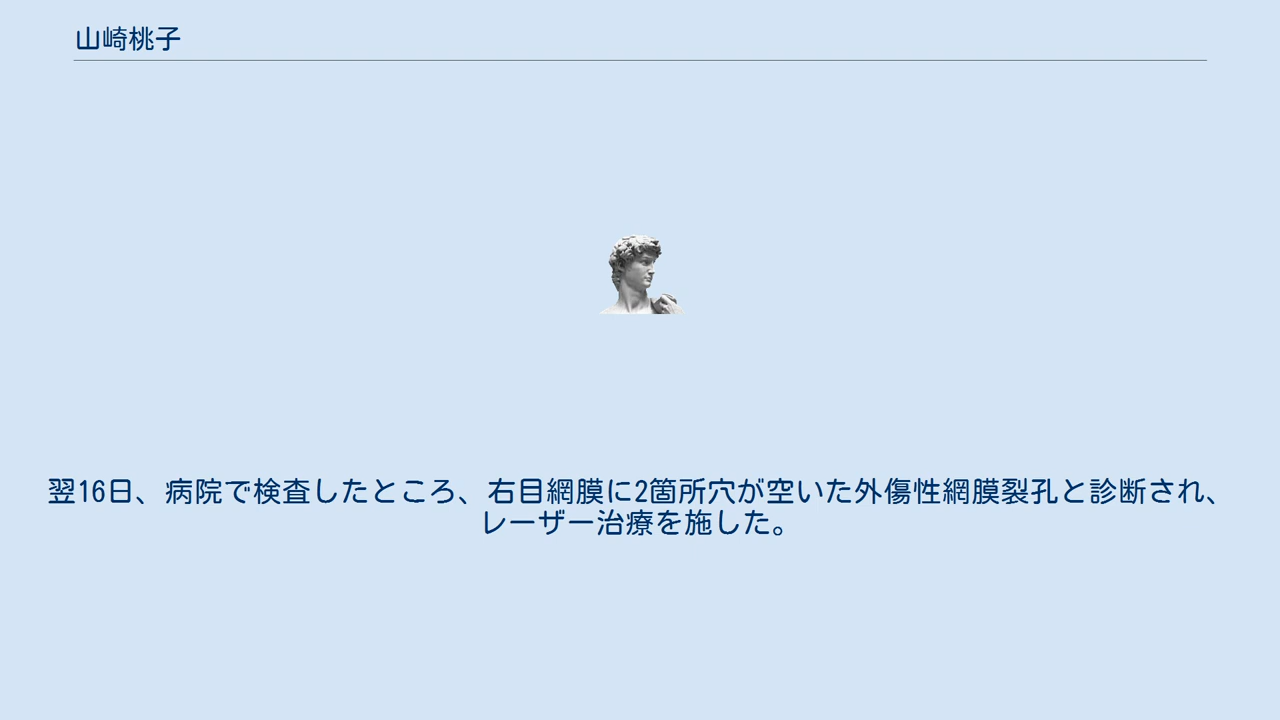 山崎桃子
翌16日、病院で検査したところ、右目網膜に2箇所穴が空いた外傷性網膜裂孔と診断され、
レーザー治療を施した。